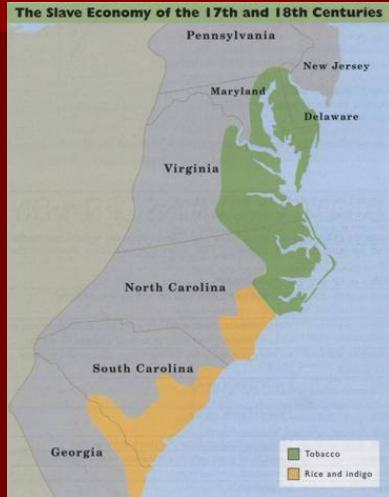 The Slave Economy of the 17th and 18th Centuries
Pennsylvania
New Jersey
Maryland
Delaware
Virginia
North Carolina
South Carolina
Georgia
Tobacco
Rice and indigo